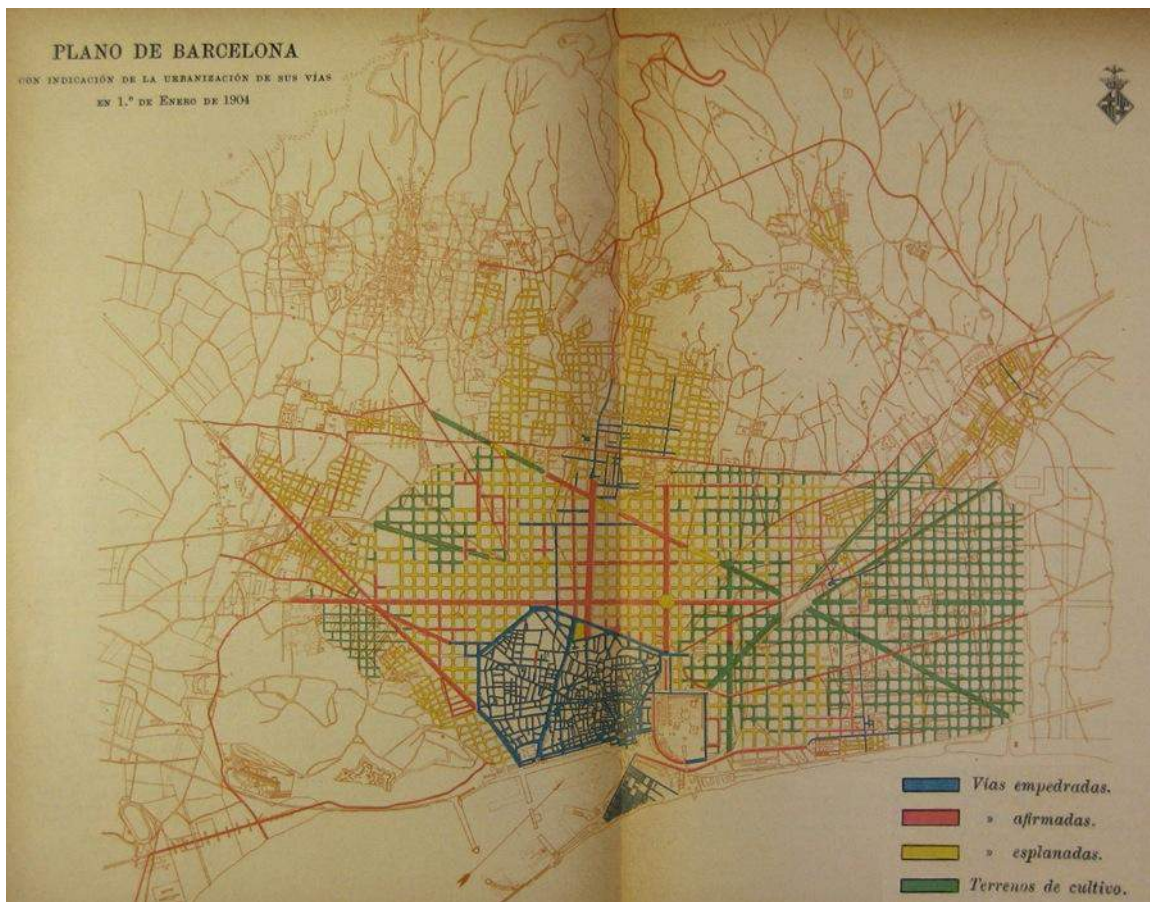 PLANO DE BARCELONA
CON INDICACIÓN DE LA URBANIZACIÓN DE SUS VÍAS
EN 1.º DE ENERO DE 1904
Vías empedradas.
» afirmadas.
» esplanadas.
Terrenos de cultivo.